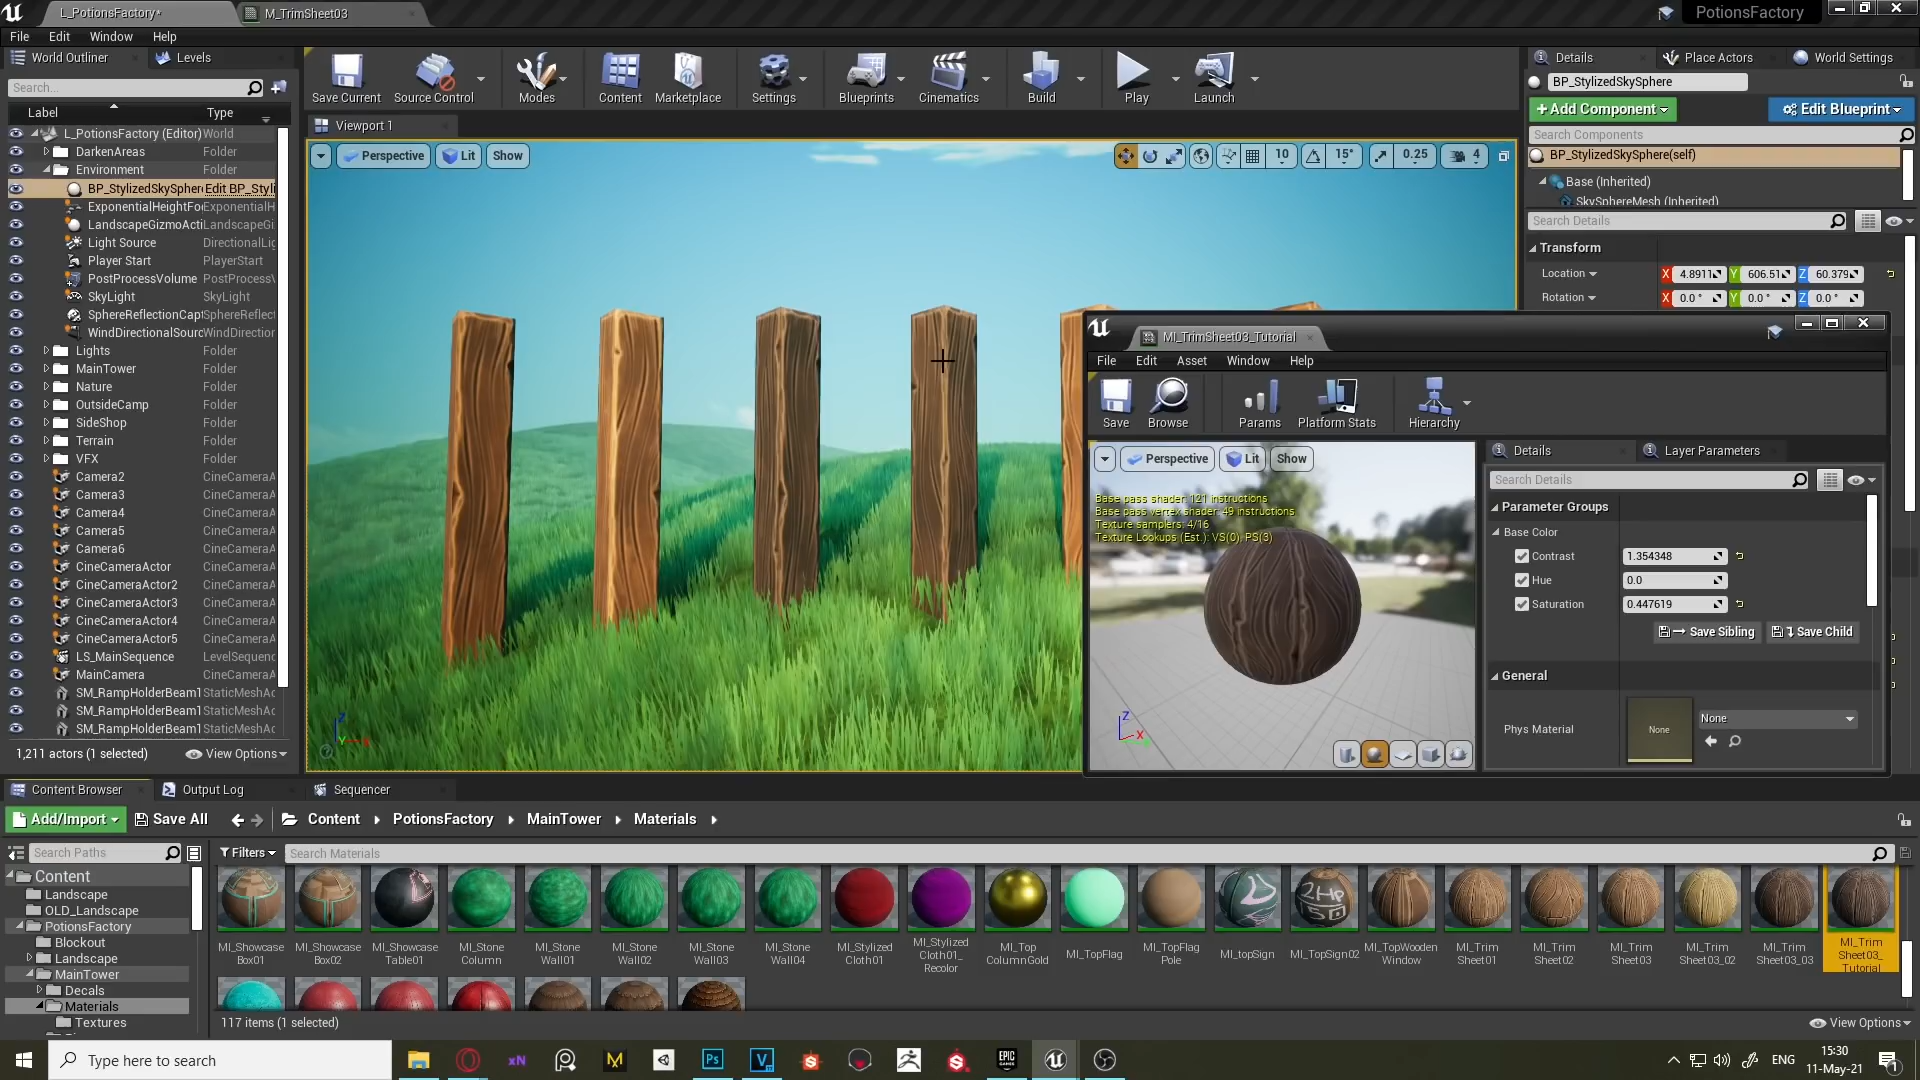 L_PotionsFactory*
M_TrimSheet03
PotionsFactory
File Edit Window Help
World Outliner Levels
Search...
Label Type
L_PotionsFactory (Editor) World
DarkenAreas Folder
Environment Folder
BP_StylizedSkySpher Edit BP_Styli
ExponentialHeightFo ExponentialH
LandscapeGizmoActi LandscapeGi
Light Source DirectionalLig
Player Start PlayerStart
PostProcessVolume PostProcessV
SkyLight SkyLight
SphereReflectionCapt SphereReflec
WindDirectionalSourc WindDirection
Lights Folder
MainTower Folder
Nature Folder
OutsideCamp Folder
SideShop Folder
Terrain Folder
VFX Folder
Camera2 CineCameraA
Camera3 CineCameraA
Camera4 CineCameraA
Camera5 CineCameraA
Camera6 CineCameraA
CineCameraActor CineCameraA
CineCameraActor2 CineCameraA
CineCameraActor3 CineCameraA
CineCameraActor4 CineCameraA
CineCameraActor5 CineCameraA
LS_MainSequence LevelSequenc
MainCamera CineCameraA
SM_RampHolderBeam1 StaticMeshAc
SM_RampHolderBeam1 StaticMeshAc
SM_RampHolderBeam1 StaticMeshAc
1,211 actors (1 selected) View Options
Save Current Source Control Modes Content Marketplace Settings Blueprints Cinematics Build Play Launch
Viewport 1
Perspective Lit Show
10 15° 0.25 4
Details Place Actors World Settings
BP_StylizedSkySphere
+Add Component Edit Blueprint
Search Components
BP_StylizedSkySphere(self)
Base (Inherited)
SkySphereMesh (Inherited)
Search Details
Transform
Location X 4.8911 Y 606.51 Z 60.379
Rotation X 0.0 ° Y 0.0 ° Z 0.0 °
MI_TrimSheet03_Tutorial
File Edit Asset Window Help
Save Browse Params Platform Stats Hierarchy
Perspective Lit Show
Base pass shader: 121 instructions
Base pass vertex shader: 49 instructions
Texture samplers: 4/16
Texture Lookups (Est.): VS(0), PS(3)
Z
X
Details Layer Parameters
Search Details
Parameter Groups
Base Color
Contrast 1.354348
Hue 0.0
Saturation 0.447619
Save Sibling Save Child
General
Phys Material None None
Content Browser Output Log Sequencer
Add/Import Save All Content PotionsFactory MainTower Materials
Search Paths Filters Search Materials
Content
Landscape
OLD_Landscape
PotionsFactory
Blockout
Landscape
MainTower
Decals
Materials
Textures
MI_Showcase Box01
MI_Showcase Box02
MI_Showcase Table01
MI_Stone Column
MI_Stone Wall01
MI_Stone Wall02
MI_Stone Wall03
MI_Stone Wall04
MI_Stylized Cloth01
MI_Stylized Cloth01_ Recolor
MI_Top ColumnGold
MI_TopFlag
MI_TopFlag Pole
MI_topSign
MI_TopSign02
MI_TopWooden Window
MI_Trim Sheet01
MI_Trim Sheet02
MI_Trim Sheet03
MI_Trim Sheet03_02
MI_Trim Sheet03_03
MI_Trim Sheet03_ Tutorial
117 items (1 selected) View Options
Type here to search
xN
Ps
EPIC GAMES
ENG
15:30
11-May-21